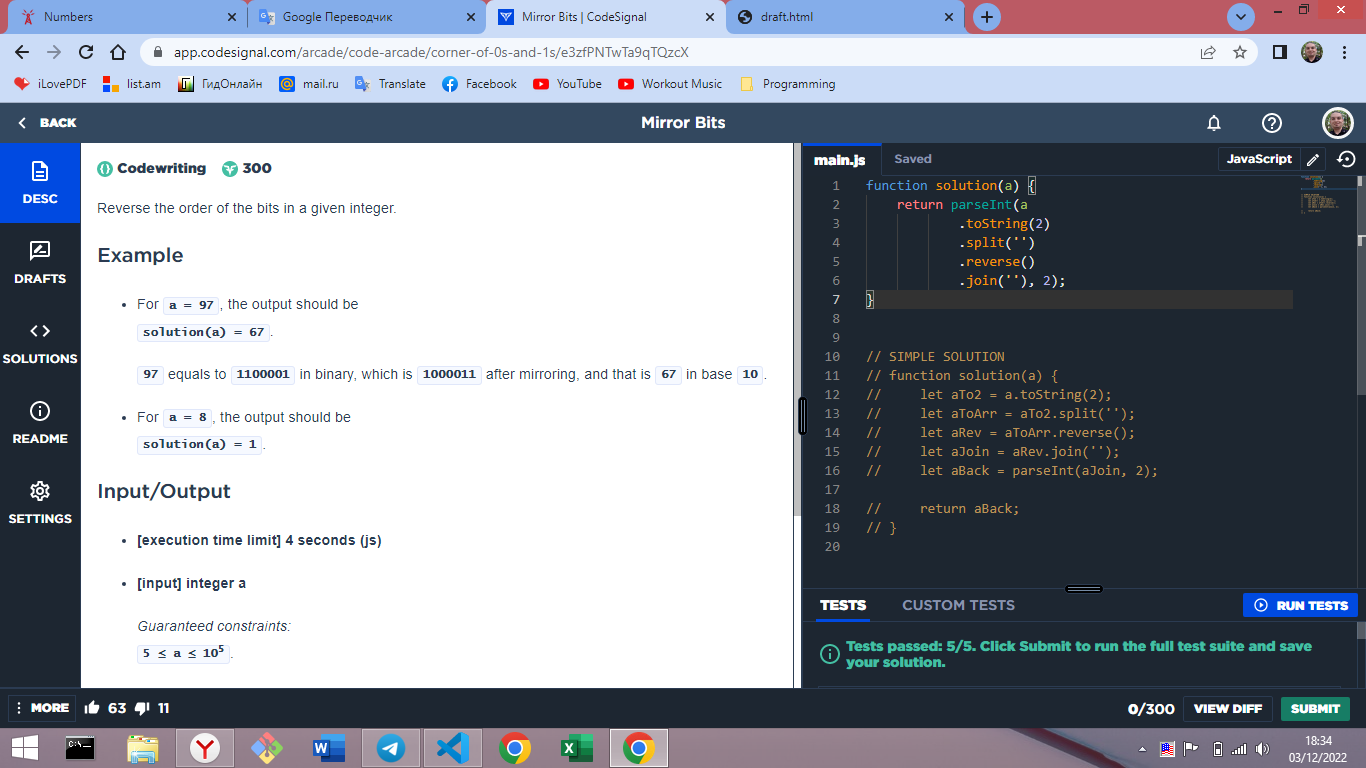 Numbers
Google Переводчик
Mirror Bits | CodeSignal
draft.html
app.codesignal.com/arcade/code-arcade/corner-of-0s-and-1s/e3zfPNTwTa9qTQzcX
iLovePDF
list.am
ГидОнлайн
mail.ru
Translate
Facebook
YouTube
Workout Music
Programming
BACK
Mirror Bits
DESC
DRAFTS
SOLUTIONS
README
SETTINGS
Codewriting 300
Reverse the order of the bits in a given integer.
Example
• For a = 97, the output should be
solution(a) = 67.
97 equals to 1100001 in binary, which is 1000011 after mirroring, and that is 67 in base 10.
• For a = 8, the output should be
solution(a) = 1.
Input/Output
• [execution time limit] 4 seconds (js)
• [input] integer a
Guaranteed constraints:
5 ≤ a ≤ 10⁵.
main.js
Saved
JavaScript
1 function solution(a) {
2     return parseInt(a
3             .toString(2)
4             .split('')
5             .reverse()
6             .join(''), 2);
7 }
8
9
10 // SIMPLE SOLUTION
11 // function solution(a) {
12 //     let aTo2 = a.toString(2);
13 //     let aToArr = aTo2.split('');
14 //     let aRev = aToArr.reverse();
15 //     let aJoin = aRev.join('');
16 //     let aBack = parseInt(aJoin, 2);
17
18 //     return aBack;
19 // }
20
TESTS
CUSTOM TESTS
RUN TESTS
Tests passed: 5/5. Click Submit to run the full test suite and save
your solution.
MORE
63
11
0/300
VIEW DIFF
SUBMIT
18:34
03/12/2022